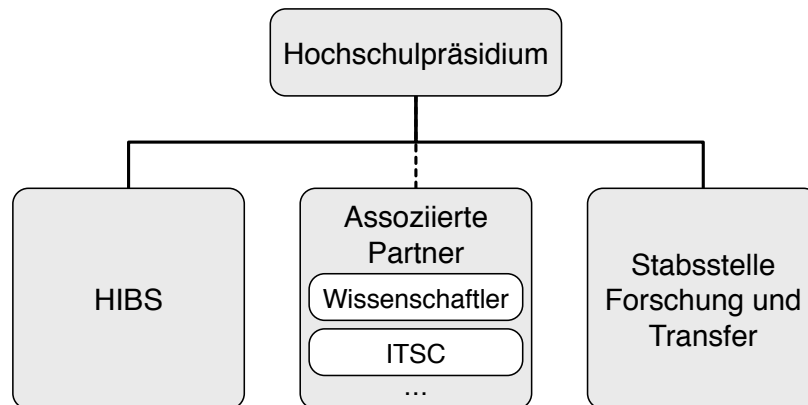 Hochschulpräsidium
HIBS
Assoziierte
Partner
Wissenschaftler
ITSC
...
Stabsstelle
Forschung und
Transfer